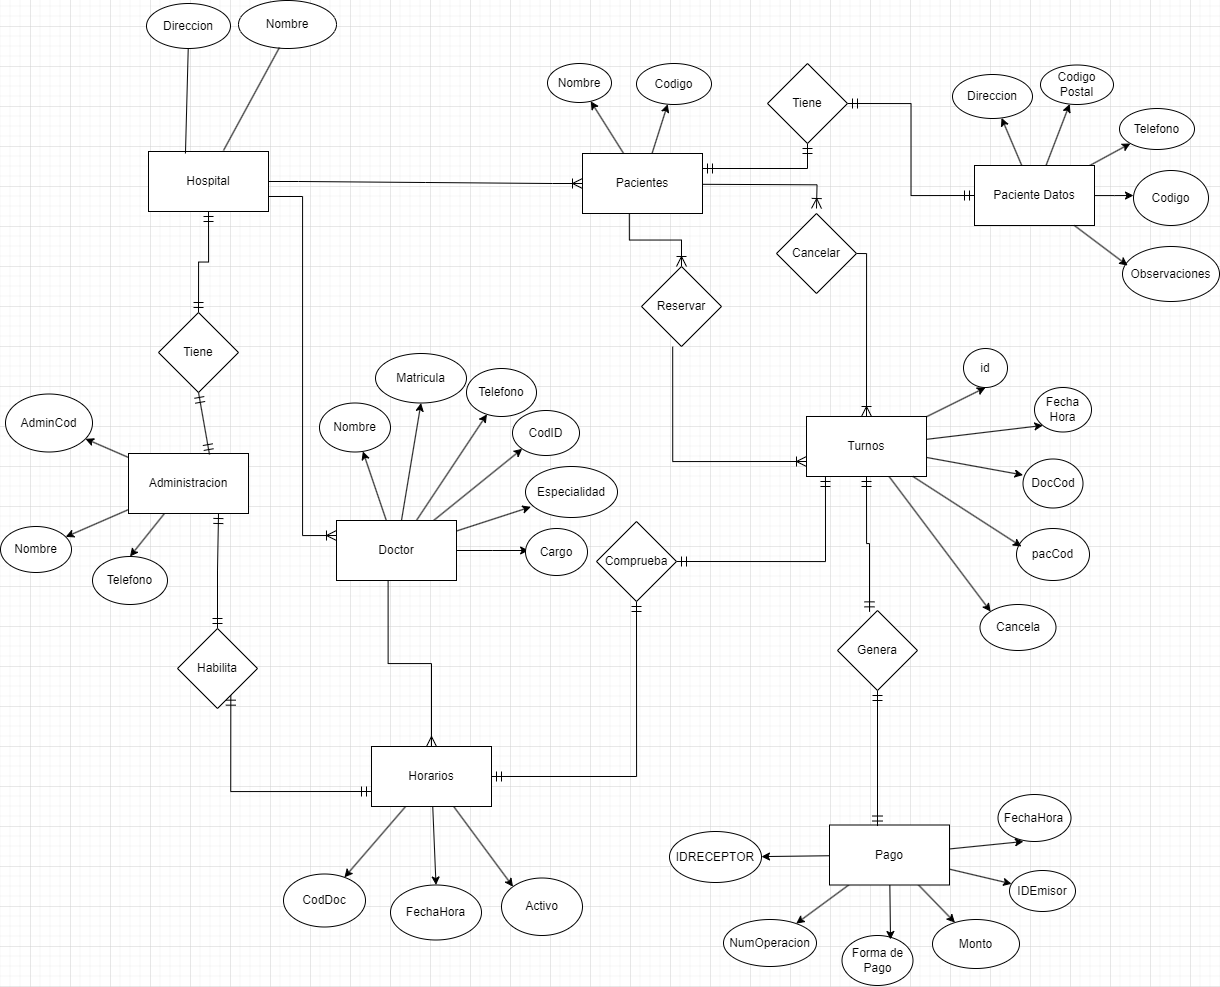 Direccion
Nombre
Hospital
Nombre
Codigo
Tiene
Pacientes
Direccion
Codigo
Postal
Telefono
Paciente Datos
Codigo
Observaciones
Cancelar
Reservar
Tiene
AdminCod
Administracion
Nombre
Telefono
Matricula
Telefono
Nombre
CodID
Especialidad
Doctor
Cargo
id
Fecha
Hora
Turnos
DocCod
pacCod
Cancela
Comprueba
Genera
Habilita
Horarios
CodDoc
FechaHora
Activo
FechaHora
IDRECEPTOR
Pago
IDEmisor
NumOperacion
Forma de
Pago
Monto